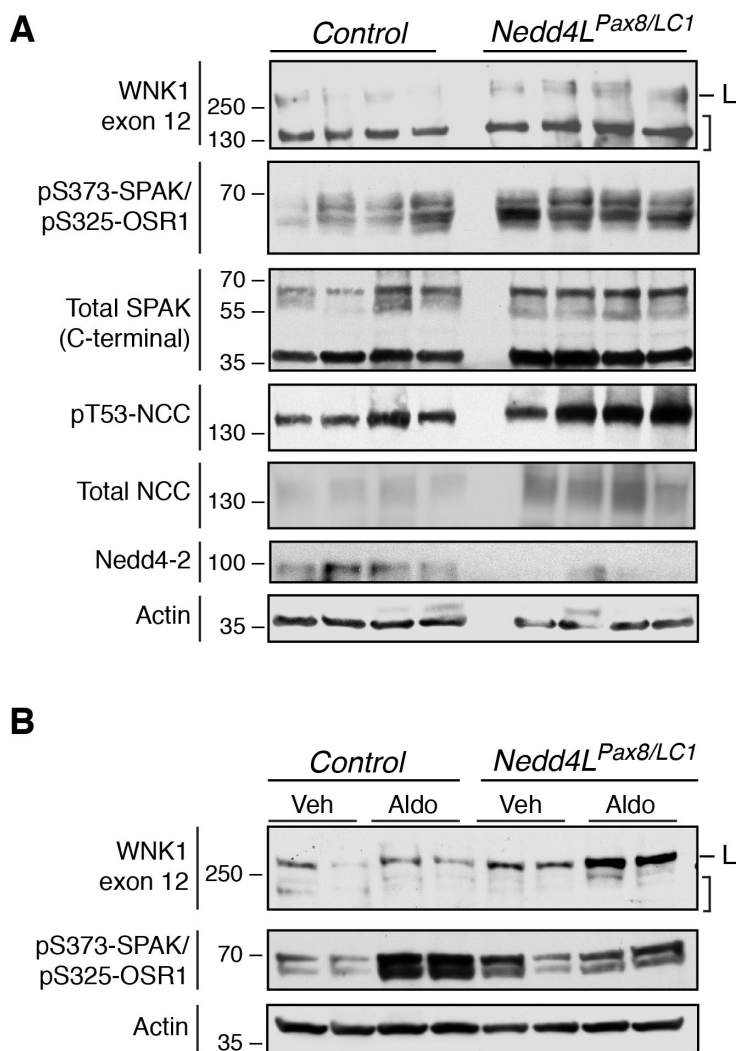 A
Control Nedd4L^Pax8/LC1
WNK1
exon 12
250 –
130 –
– L
]
pS373-SPAK/
pS325-OSR1
70 –
Total SPAK
(C-terminal)
70 –
55 –
35 –
pT53-NCC
130 –
Total NCC
130 –
Nedd4-2
100 –
Actin
35 –
B
Control Nedd4L^Pax8/LC1
Veh Aldo Veh Aldo
WNK1
exon 12
250 –
– L
]
pS373-SPAK/
pS325-OSR1
70 –
Actin
35 –